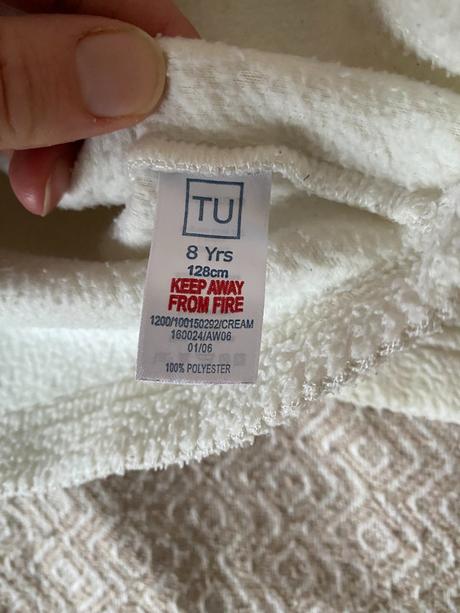 TU
8 Yrs
128cm
KEEP AWAY
FROM FIRE
1200/100150292/CREAM
160024/AW06
01/06
100% POLYESTER